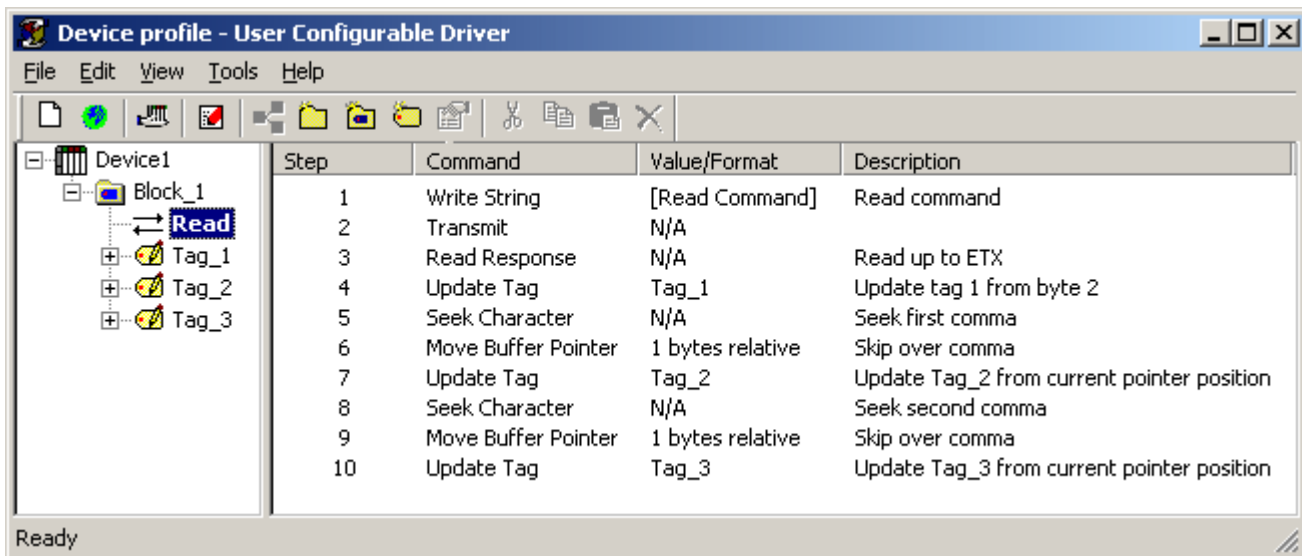 Device profile - User Configurable Driver
File Edit View Tools Help
Device1
Block_1
Read
Tag_1
Tag_2
Tag_3
Step Command Value/Format Description
1 Write String [Read Command] Read command
2 Transmit N/A
3 Read Response N/A Read up to ETX
4 Update Tag Tag_1 Update tag 1 from byte 2
5 Seek Character N/A Seek first comma
6 Move Buffer Pointer 1 bytes relative Skip over comma
7 Update Tag Tag_2 Update Tag_2 from current pointer position
8 Seek Character N/A Seek second comma
9 Move Buffer Pointer 1 bytes relative Skip over comma
10 Update Tag Tag_3 Update Tag_3 from current pointer position
Ready